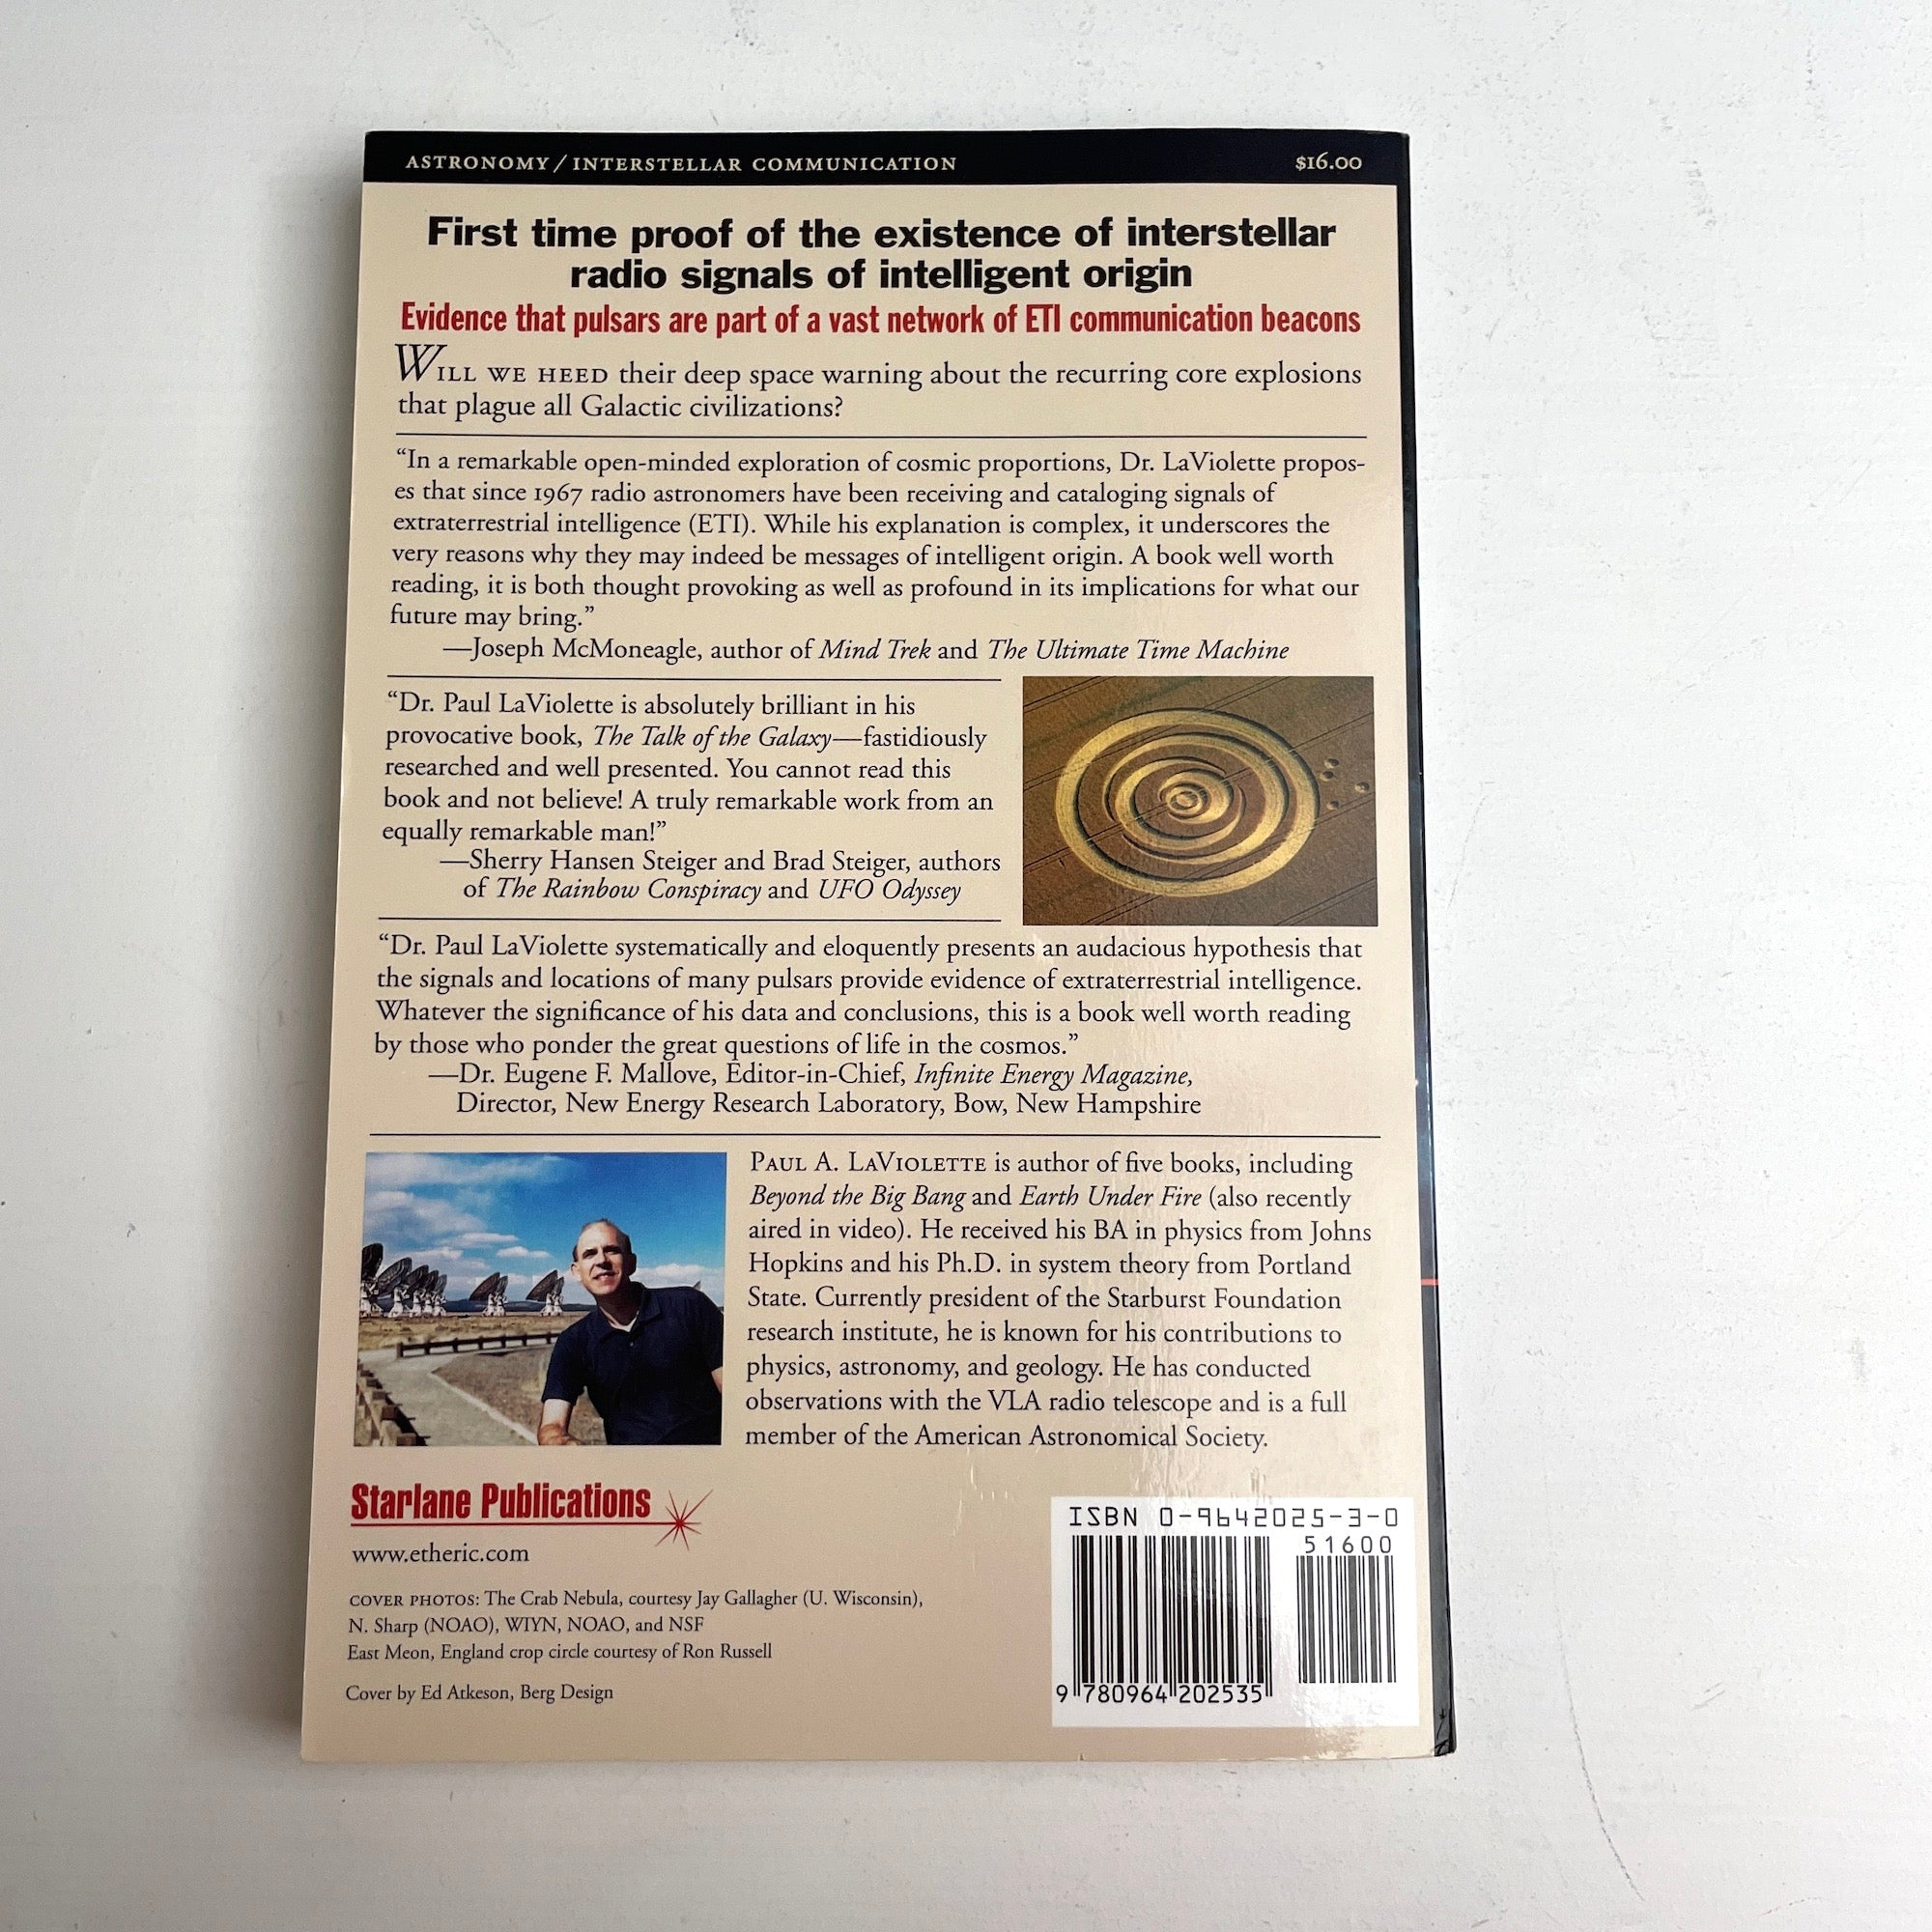 ASTRONOMY / INTERSTELLAR COMMUNICATION $16.00
First time proof of the existence of interstellar
radio signals of intelligent origin
Evidence that pulsars are part of a vast network of ETI communication beacons
WILL WE HEED their deep space warning about the recurring core explosions
that plague all Galactic civilizations?
“In a remarkable open-minded exploration of cosmic proportions, Dr. LaViolette propos-
es that since 1967 radio astronomers have been receiving and cataloging signals of
extraterrestrial intelligence (ETI). While his explanation is complex, it underscores the
very reasons why they may indeed be messages of intelligent origin. A book well worth
reading, it is both thought provoking as well as profound in its implications for what our
future may bring.”
—Joseph McMoneagle, author of Mind Trek and The Ultimate Time Machine
“Dr. Paul LaViolette is absolutely brilliant in his
provocative book, The Talk of the Galaxy—fastidiously
researched and well presented. You cannot read this
book and not believe! A truly remarkable work from an
equally remarkable man!”
—Sherry Hansen Steiger and Brad Steiger, authors
of The Rainbow Conspiracy and UFO Odyssey
“Dr. Paul LaViolette systematically and eloquently presents an audacious hypothesis that
the signals and locations of many pulsars provide evidence of extraterrestrial intelligence.
Whatever the significance of his data and conclusions, this is a book well worth reading
by those who ponder the great questions of life in the cosmos.”
—Dr. Eugene F. Mallove, Editor-in-Chief, Infinite Energy Magazine,
Director, New Energy Research Laboratory, Bow, New Hampshire
PAUL A. LAVIOLETTE is author of five books, including
Beyond the Big Bang and Earth Under Fire (also recently
aired in video). He received his BA in physics from Johns
Hopkins and his Ph.D. in system theory from Portland
State. Currently president of the Starburst Foundation
research institute, he is known for his contributions to
physics, astronomy, and geology. He has conducted
observations with the VLA radio telescope and is a full
member of the American Astronomical Society.
Starlane Publications
www.etheric.com
COVER PHOTOS: The Crab Nebula, courtesy Jay Gallagher (U. Wisconsin),
N. Sharp (NOAO), WIYN, NOAO, and NSF
East Meon, England crop circle courtesy of Ron Russell
Cover by Ed Atkeson, Berg Design
ISBN 0-9642025-3-0
51600
9 780964 202535